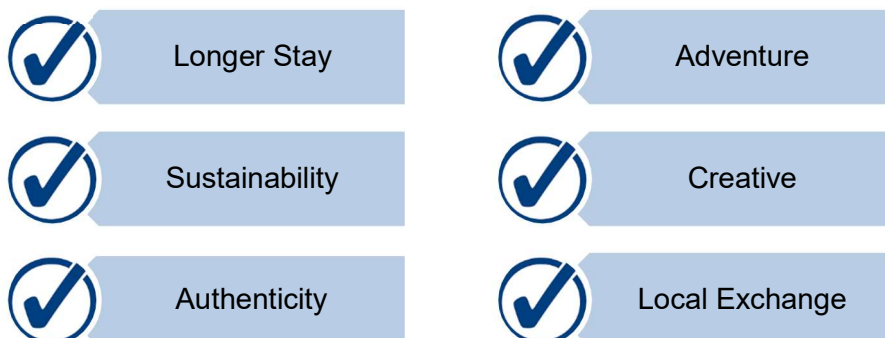 Longer Stay
Adventure
Sustainability
Creative
Authenticity
Local Exchange